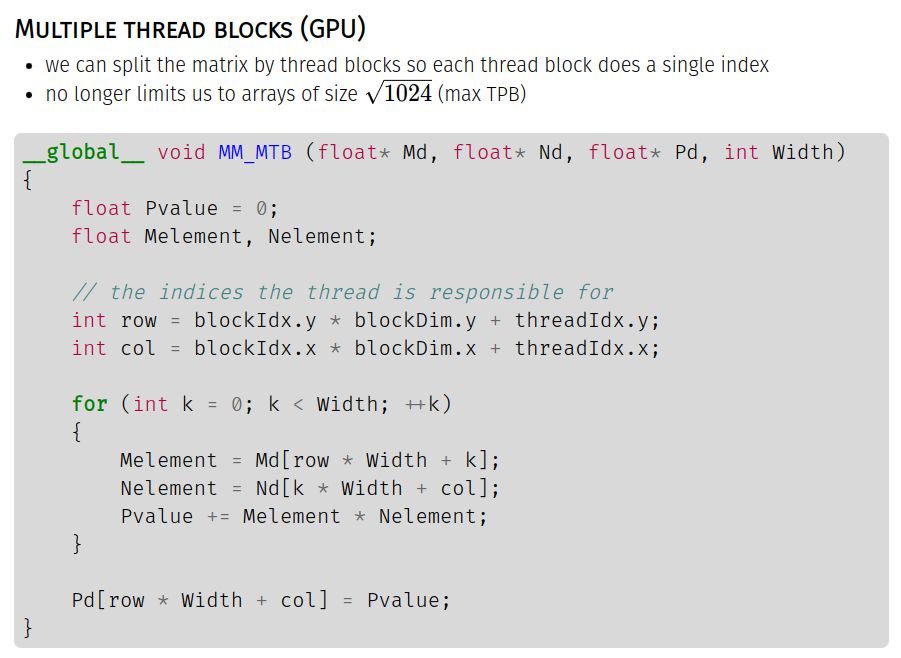 MULTIPLE THREAD BLOCKS (GPU)
• we can split the matrix by thread blocks so each thread block does a single index
• no longer limits us to arrays of size √1024 (max TPB)
__global__ void MM_MTB (float* Md, float* Nd, float* Pd, int Width)
{
    float Pvalue = 0;
    float Melement, Nelement;

    // the indices the thread is responsible for
    int row = blockIdx.y * blockDim.y + threadIdx.y;
    int col = blockIdx.x * blockDim.x + threadIdx.x;

    for (int k = 0; k < Width; ++k)
    {
        Melement = Md[row * Width + k];
        Nelement = Nd[k * Width + col];
        Pvalue += Melement * Nelement;
    }

    Pd[row * Width + col] = Pvalue;
}